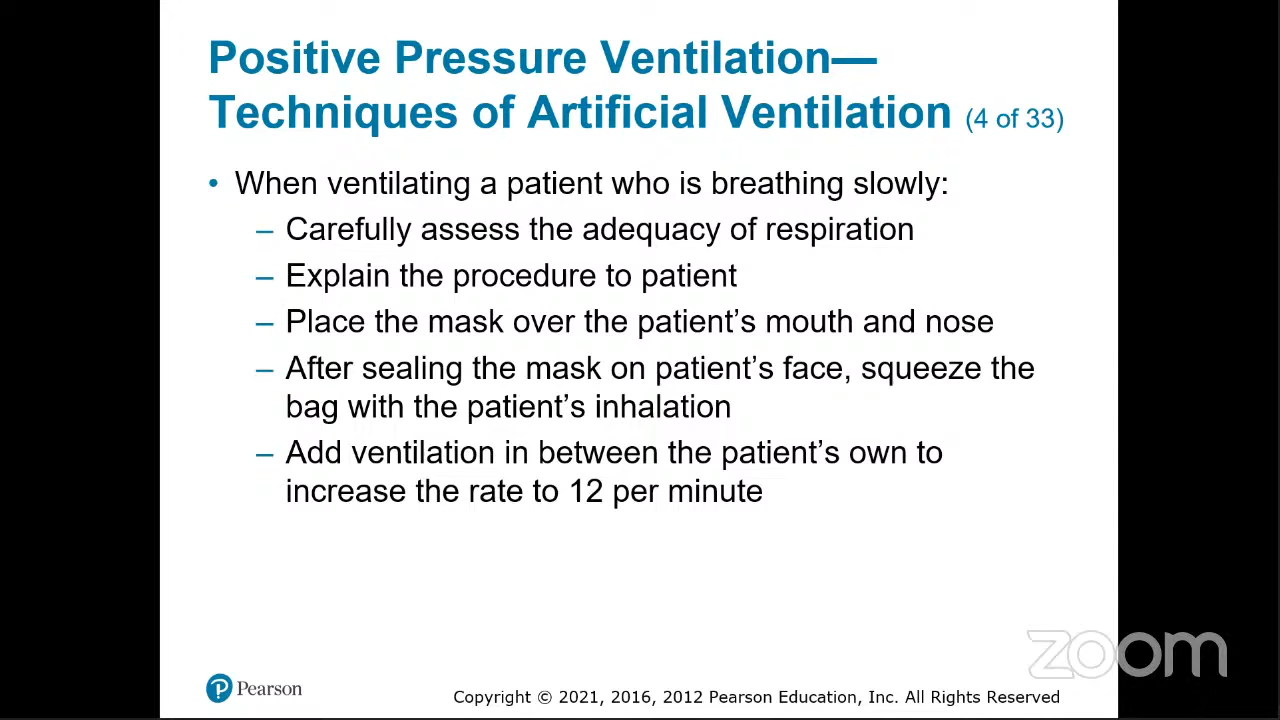 Positive Pressure Ventilation—
Techniques of Artificial Ventilation (4 of 33)
• When ventilating a patient who is breathing slowly:
– Carefully assess the adequacy of respiration
– Explain the procedure to patient
– Place the mask over the patient’s mouth and nose
– After sealing the mask on patient’s face, squeeze the
bag with the patient’s inhalation
– Add ventilation in between the patient’s own to
increase the rate to 12 per minute
zoom
P Pearson
Copyright © 2021, 2016, 2012 Pearson Education, Inc. All Rights Reserved